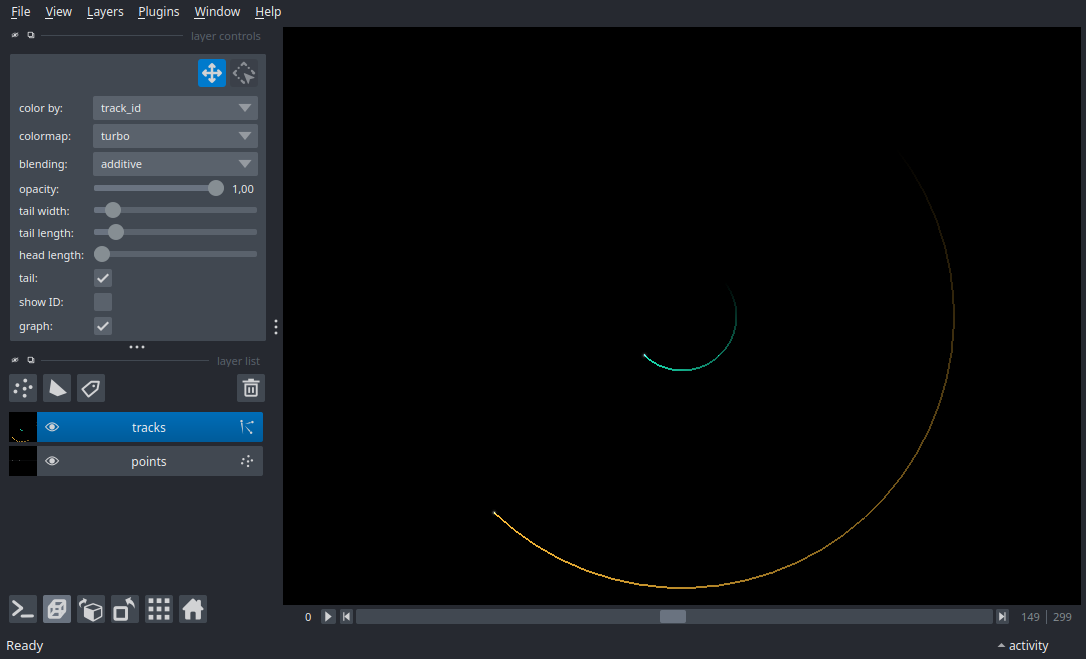 File View Layers Plugins Window Help
layer controls
color by: track_id
colormap: turbo
blending: additive
opacity: 1,00
tail width:
tail length:
head length:
tail:
show ID:
graph:
layer list
tracks
points
0 149 299
Ready activity